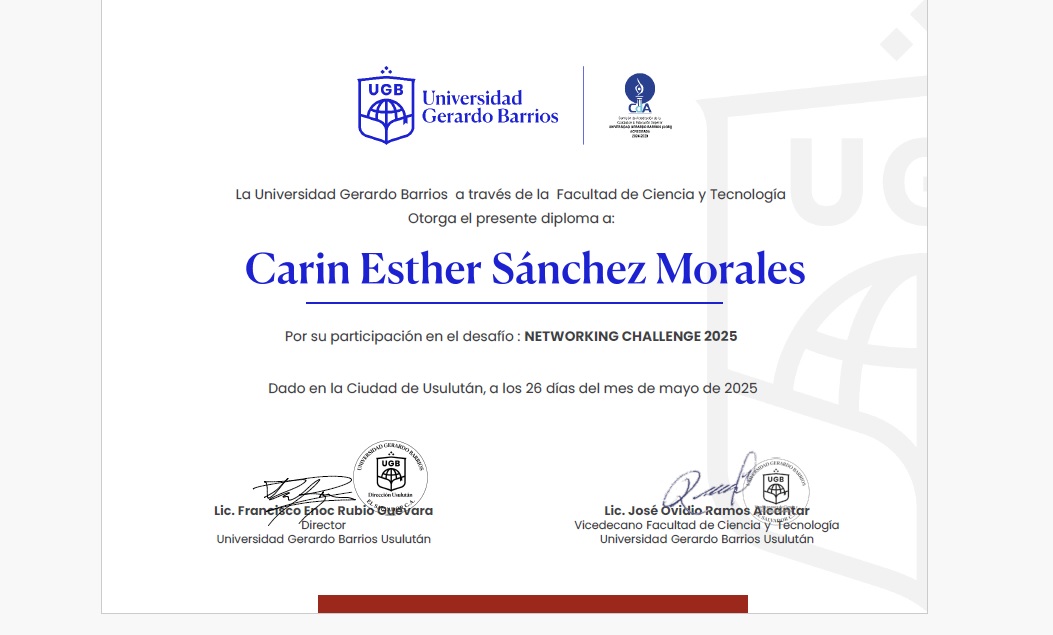 UGB
Universidad
Gerardo Barrios
CdA
UNIVERSIDAD GERARDO BARRIOS (UGB)
ACREDITADA
2024-2029
La Universidad Gerardo Barrios a través de la Facultad de Ciencia y Tecnología
Otorga el presente diploma a:
Carin Esther Sánchez Morales
Por su participación en el desafío : NETWORKING CHALLENGE 2025
Dado en la Ciudad de Usulután, a los 26 días del mes de mayo de 2025
UNIVERSIDAD GERARDO BARRIOS
UGB
Dirección Usulután
EL SALVADOR, C.A.
Lic. Francisco Enoc Rubio Guevara
Director
Universidad Gerardo Barrios Usulután
UNIVERSIDAD GERARDO BARRIOS
UGB
Lic. José Ovidio Ramos Alcantar
Vicedecano Facultad de Ciencia y Tecnología
Universidad Gerardo Barrios Usulután
UG